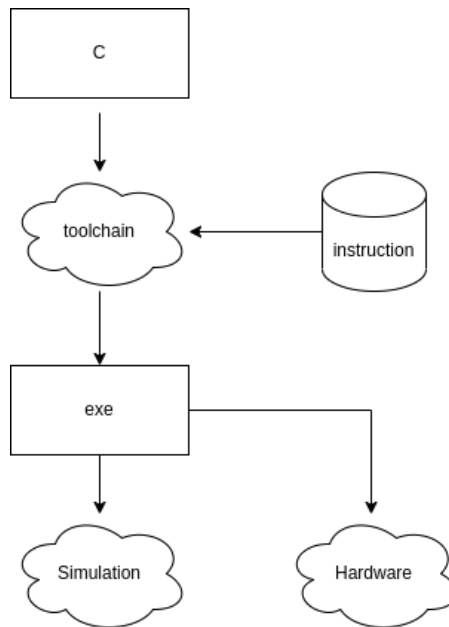 C
toolchain
instruction
exe
Simulation
Hardware